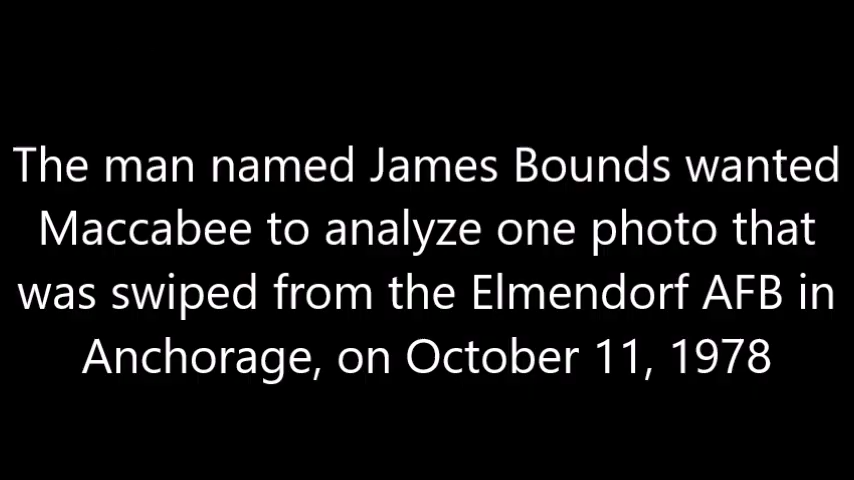 The man named James Bounds wanted
Maccabee to analyze one photo that
was swiped from the Elmendorf AFB in
Anchorage, on October 11, 1978